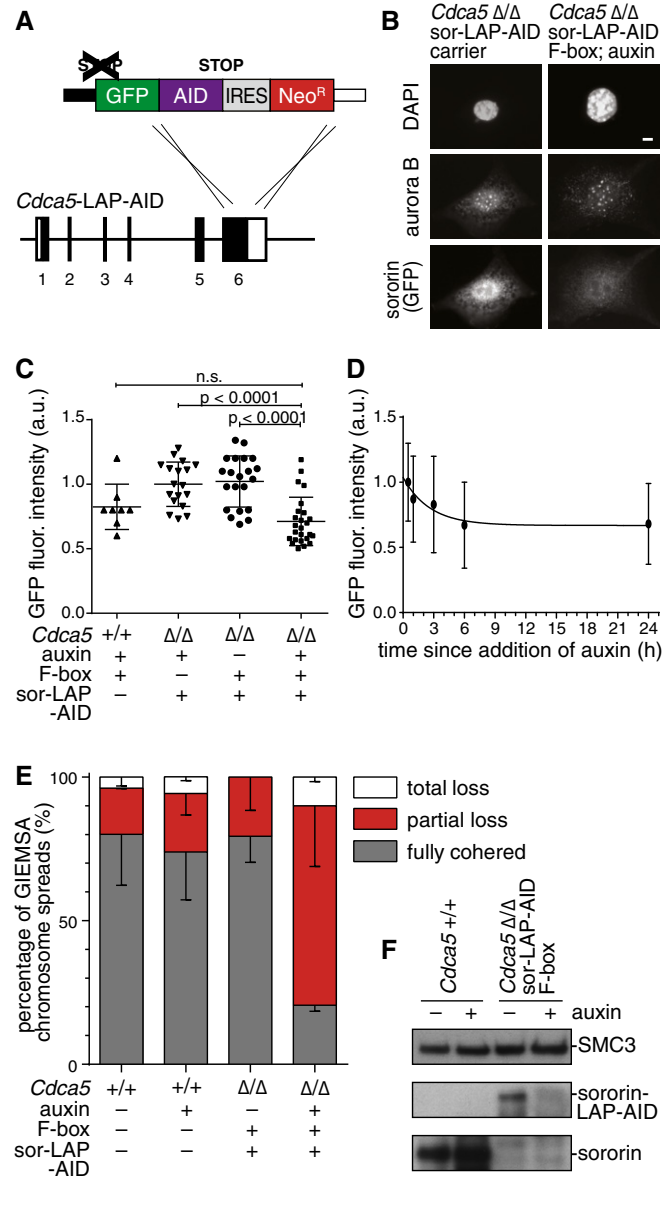 A
STOP
STOP
GFP
AID
IRES
Neo^R
Cdca5-LAP-AID
1 2 3 4 5 6
B
Cdca5 Δ/Δ
sor-LAP-AID
carrier
Cdca5 Δ/Δ
sor-LAP-AID
F-box; auxin
DAPI
aurora B
sororin
(GFP)
C
GFP fluor. intensity (a.u.)
n.s.
p < 0.0001
p < 0.0001
1.5
1.0
0.5
0.0
Cdca5 +/+ Δ/Δ Δ/Δ Δ/Δ
auxin + + – +
F-box + – + +
sor-LAP – + + +
-AID
D
GFP fluor. intensity (a.u.)
1.5
1.0
0.5
0.0
0 3 6 9 12 15 18 21 24
time since addition of auxin (h)
E
percentage of GIEMSA
chromosome spreads (%)
100
50
0
total loss
partial loss
fully cohered
Cdca5 +/+ +/+ Δ/Δ Δ/Δ
auxin – + – +
F-box – – + +
sor-LAP – – + +
-AID
F
Cdca5 +/+
Cdca5 Δ/Δ
sor-LAP-AID
F-box
– + – + auxin
-SMC3
-sororin-
LAP-AID
-sororin